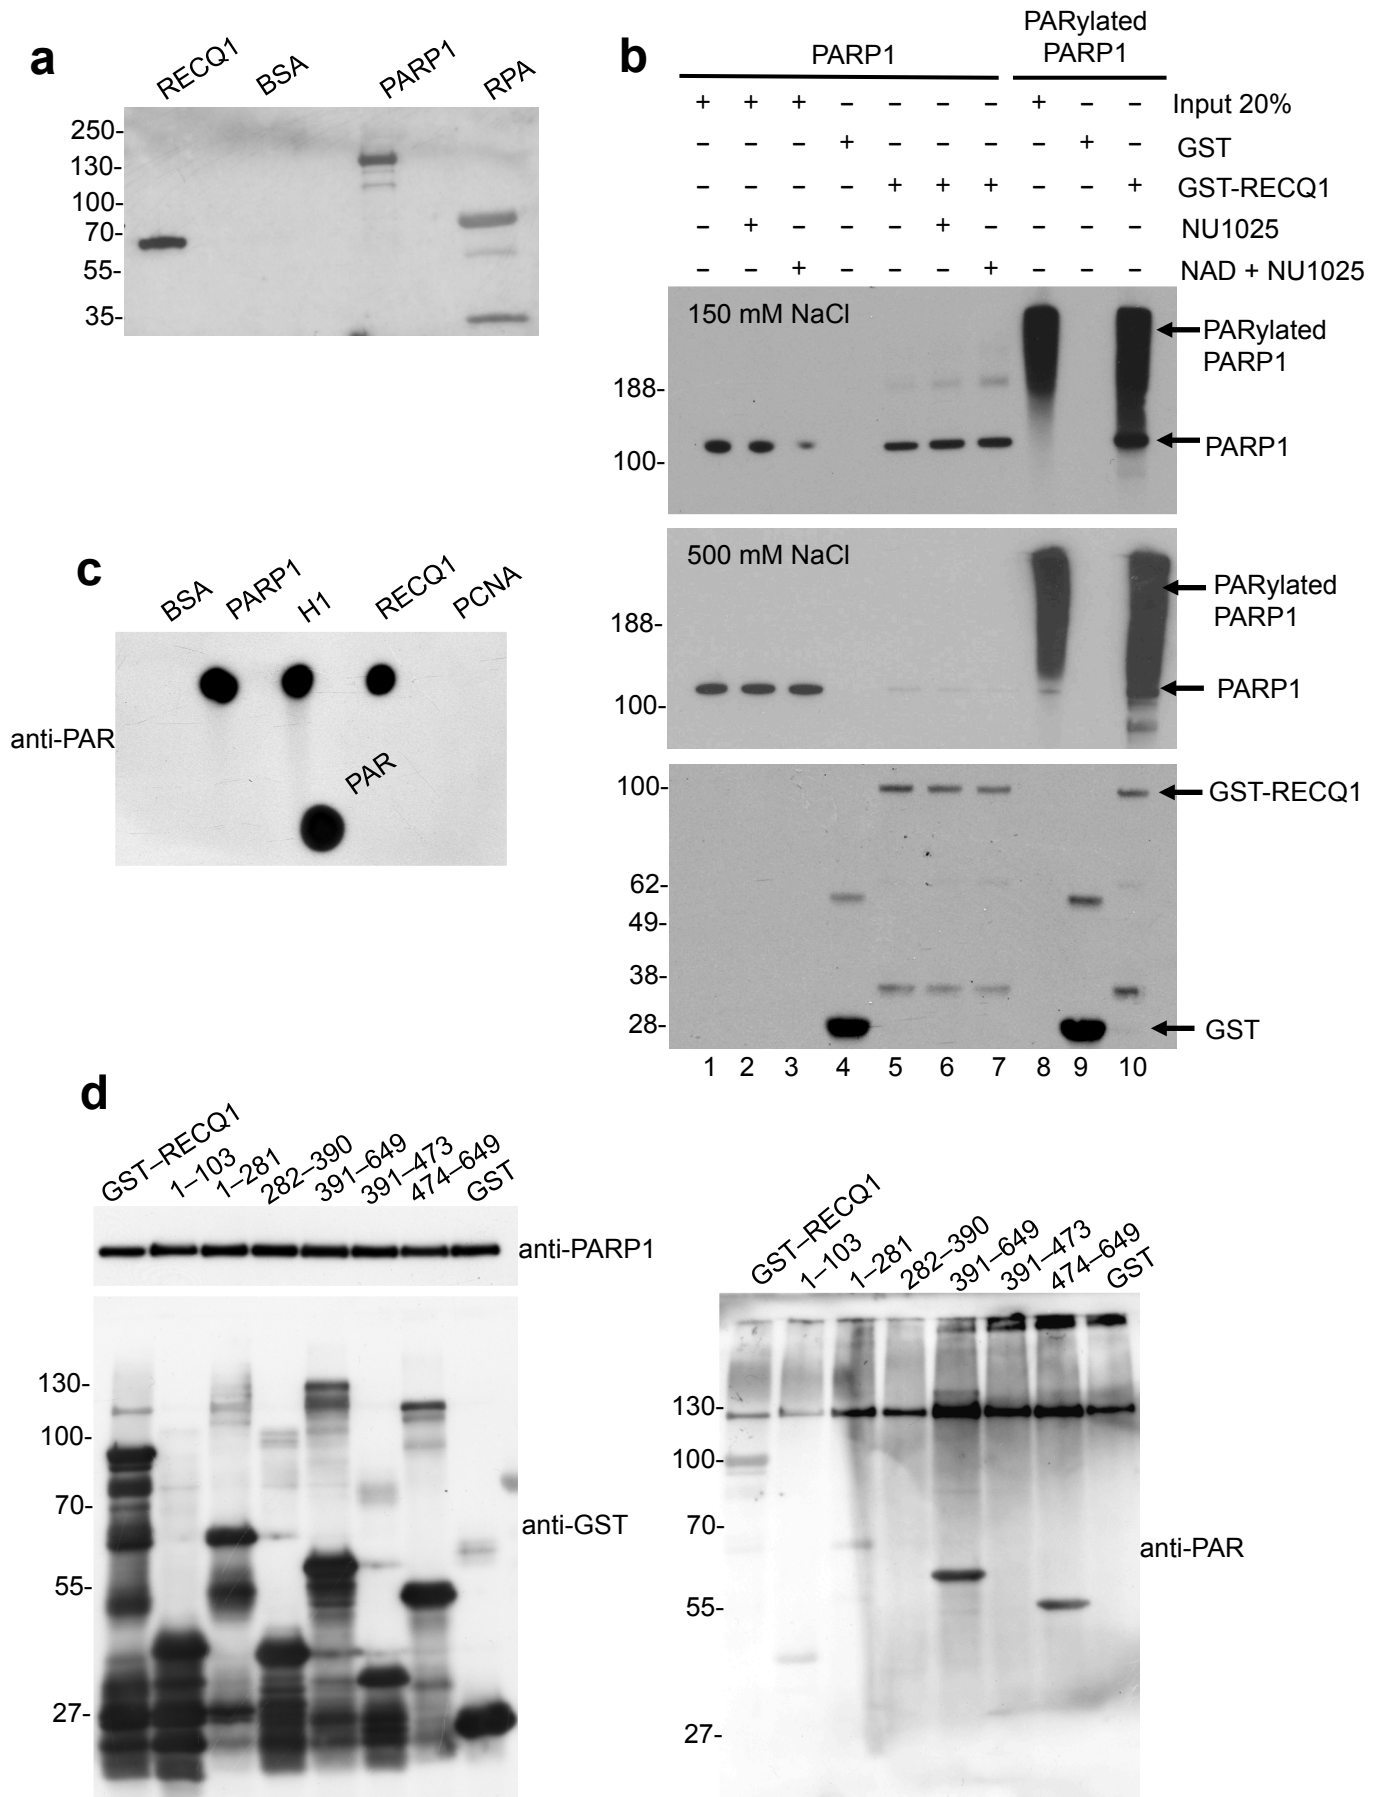 a
RECQ1 BSA PARP1 RPA
250-
130-
100-
70-
55-
35-
b
PARP1
PARylated
PARP1
+ + + – – – – + – – Input 20%
– – – + – – – – + – GST
– – – – + + + – – + GST-RECQ1
– + – – – + – – – – NU1025
– – + – – – + – – – NAD + NU1025
150 mM NaCl
188-
100-
PARylated
PARP1
PARP1
500 mM NaCl
188-
100-
PARylated
PARP1
PARP1
100-
62-
49-
38-
28-
GST-RECQ1
GST
1 2 3 4 5 6 7 8 9 10
c
BSA PARP1 H1 RECQ1 PCNA
anti-PAR
PAR
d
GST–RECQ1 1–103 1–281 282–390 391–649 391–473 474–649 GST
anti-PARP1
130-
100-
70-
55-
27-
anti-GST
GST–RECQ1 1–103 1–281 282–390 391–649 391–473 474–649 GST
130-
100-
70-
55-
27-
anti-PAR